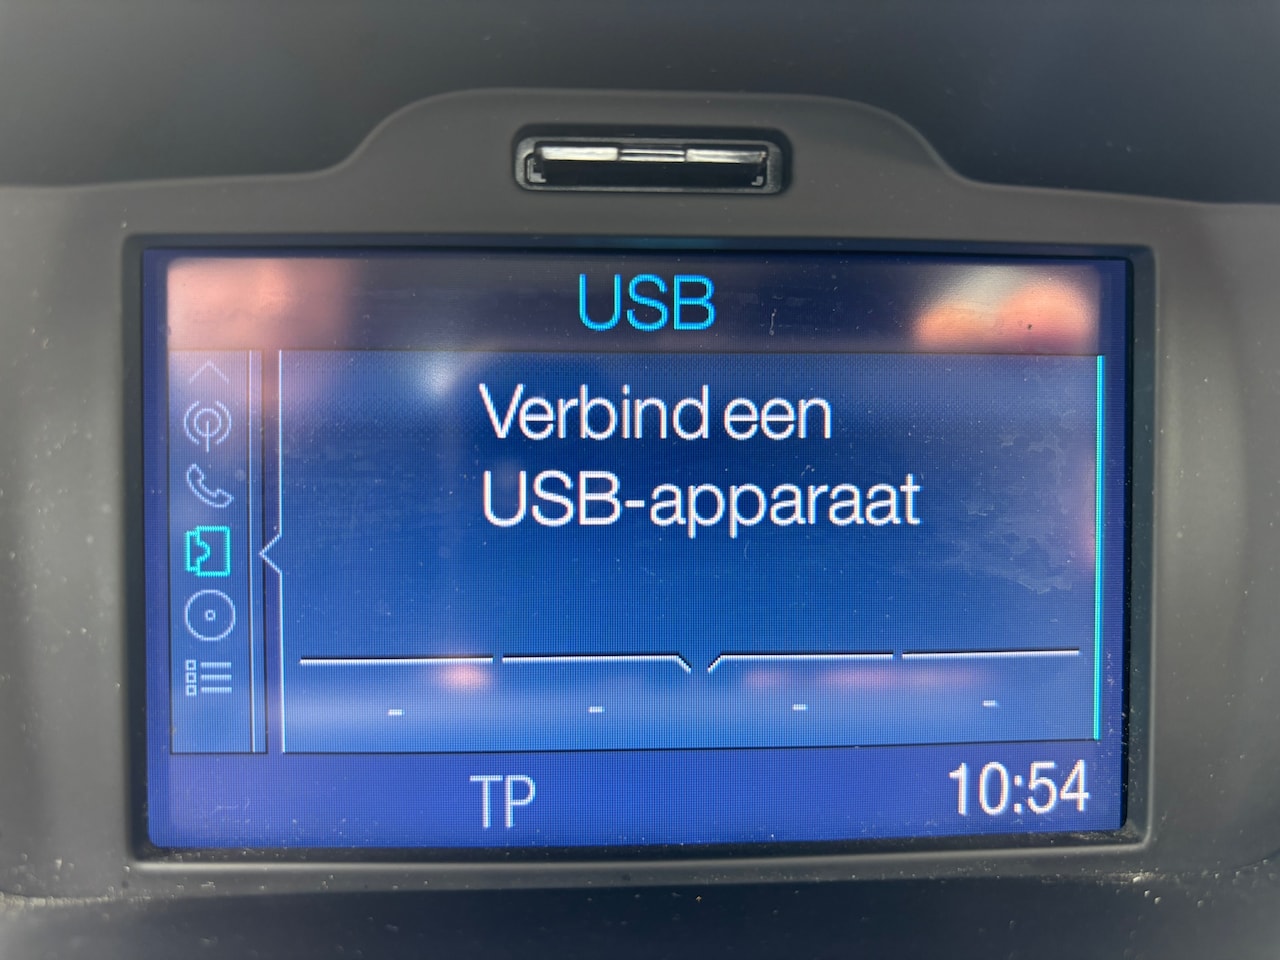 USB
Verbind een
USB-apparaat
- - - -
TP 10:54